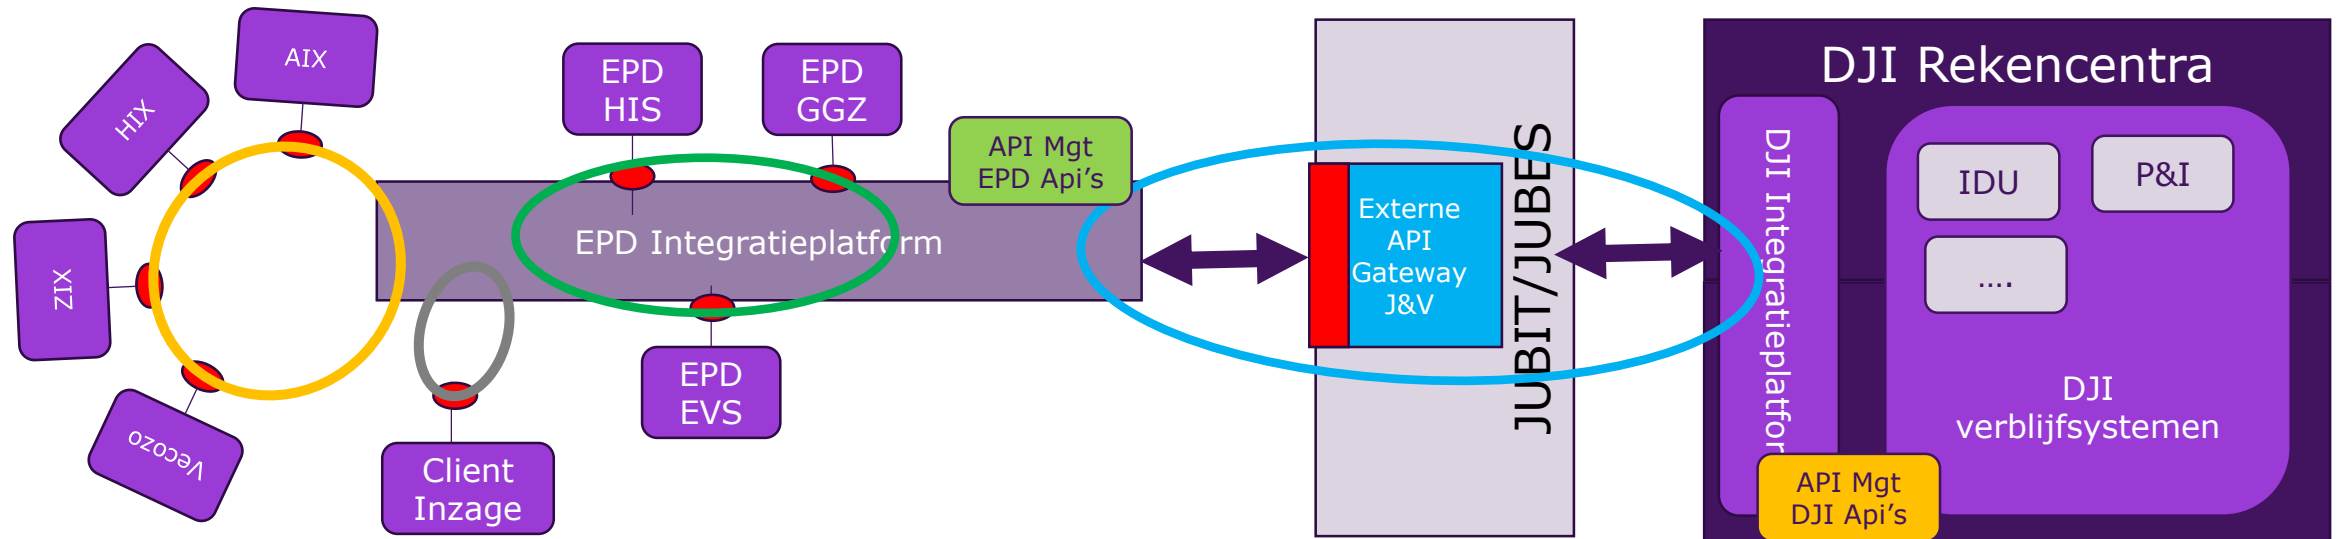 AIX
HIX
ZIX
Vecozo
Client
Inzage
EPD
HIS
EPD
GGZ
API Mgt
EPD Api's
EPD Integratieplatform
EPD
EVS
Externe
API
Gateway
J&V
JUBIT/JUBES
DJI Rekencentra
DJI Integratieplatfor
IDU
P&I
....
DJI
verblijfsystemen
API Mgt
DJI Api's